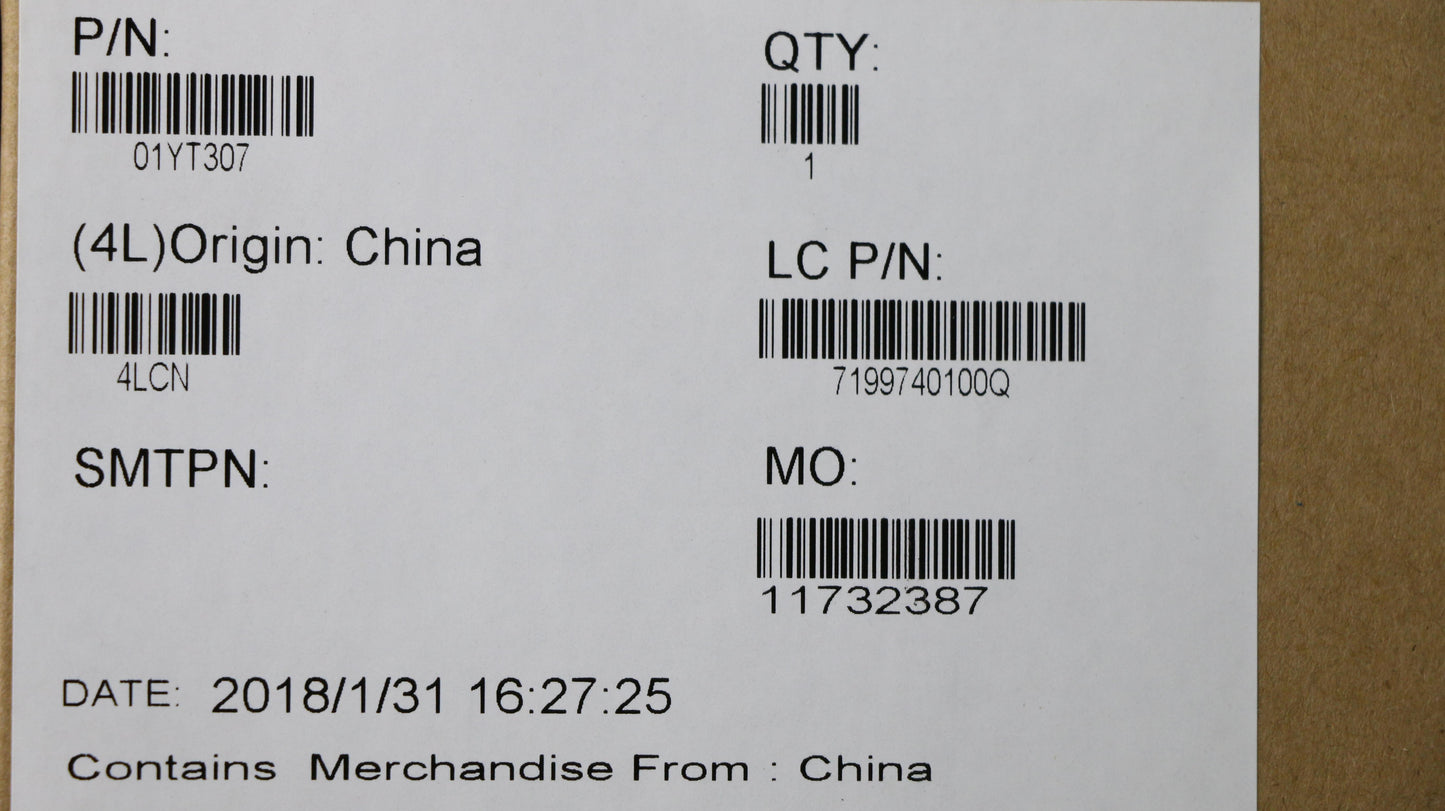 P/N:
01YT307
QTY:
1
(4L)Origin: China
4LCN
LC P/N:
7199740100Q
SMTPN:
MO:
11732387
DATE: 2018/1/31 16:27:25
Contains Merchandise From : China